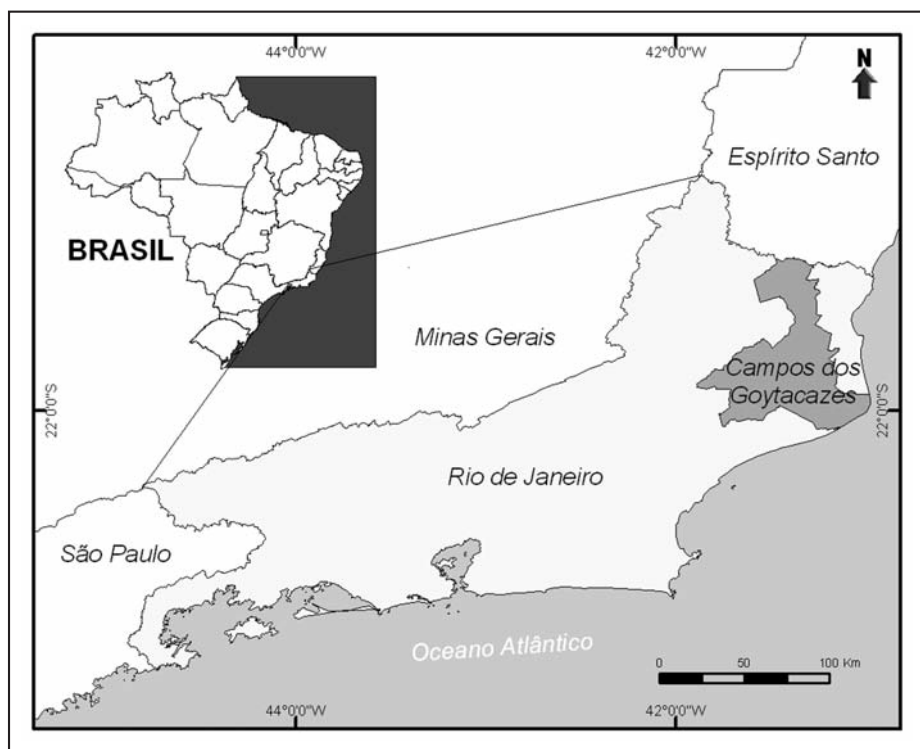 44°0'0"W
42°0'0"W
N
Espírito Santo
BRASIL
Minas Gerais
Campos dos
Goytacazes
22°0'0"S
22°0'0"S
Rio de Janeiro
São Paulo
Oceano Atlântico
0 50 100 Km
44°0'0"W
42°0'0"W